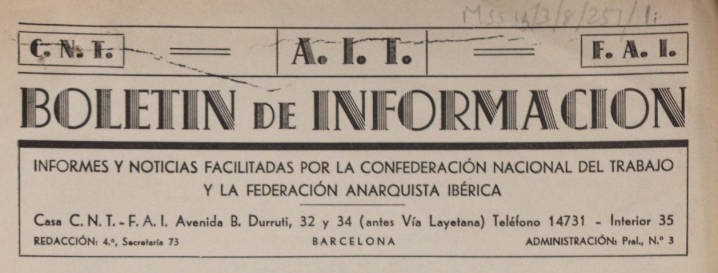 MSS 15/3/8/257/1i
C. N. T. A. I. T. F. A. I.
BOLETIN DE INFORMACION
INFORMES Y NOTICIAS FACILITADAS POR LA CONFEDERACIÓN NACIONAL DEL TRABAJO
Y LA FEDERACIÓN ANARQUISTA IBÉRICA
Casa C. N. T. - F. A. I. Avenida B. Durruti, 32 y 34 (antes Vía Layetana) Teléfono 14731 - Interior 35
REDACCIÓN: 4.º, Secretaría 73 BARCELONA ADMINISTRACIÓN: Pral., N.º 3